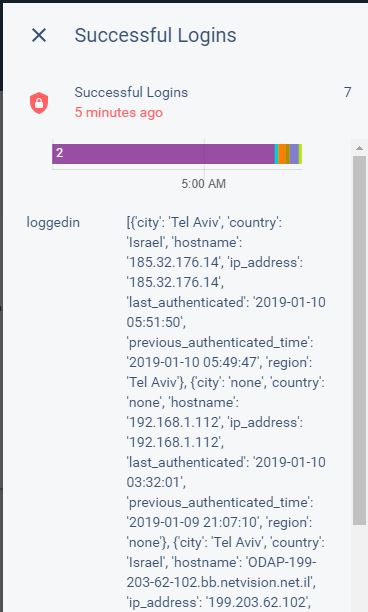 Successful Logins
Successful Logins 7
5 minutes ago
2
5:00 AM
loggedin [{'city': 'Tel Aviv', 'country':
'Israel', 'hostname':
'185.32.176.14', 'ip_address':
'185.32.176.14',
'last_authenticated': '2019-01-10
05:51:50',
'previous_authenticated_time':
'2019-01-10 05:49:47', 'region':
'Tel Aviv'}, {'city': 'none', 'country':
'none', 'hostname':
'192.168.1.112', 'ip_address':
'192.168.1.112',
'last_authenticated': '2019-01-10
03:32:01',
'previous_authenticated_time':
'2019-01-09 21:07:10', 'region':
'none'}, {'city': 'Tel Aviv', 'country':
'Israel', 'hostname': 'ODAP-199-
203-62-102.bb.netvision.net.il',
'ip_address': '199.203.62.102',